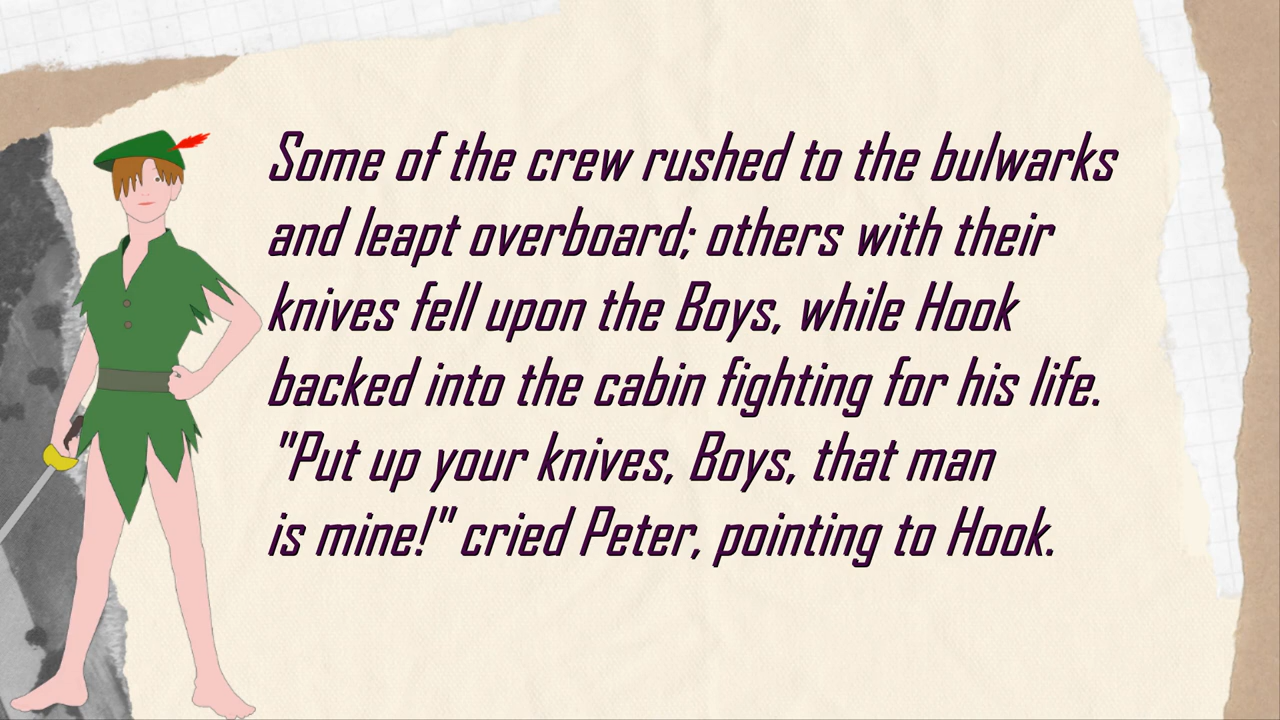 Some of the crew rushed to the bulwarks
and leapt overboard; others with their
knives fell upon the Boys, while Hook
backed into the cabin fighting for his life.
"Put up your knives, Boys, that man
is mine!" cried Peter, pointing to Hook.